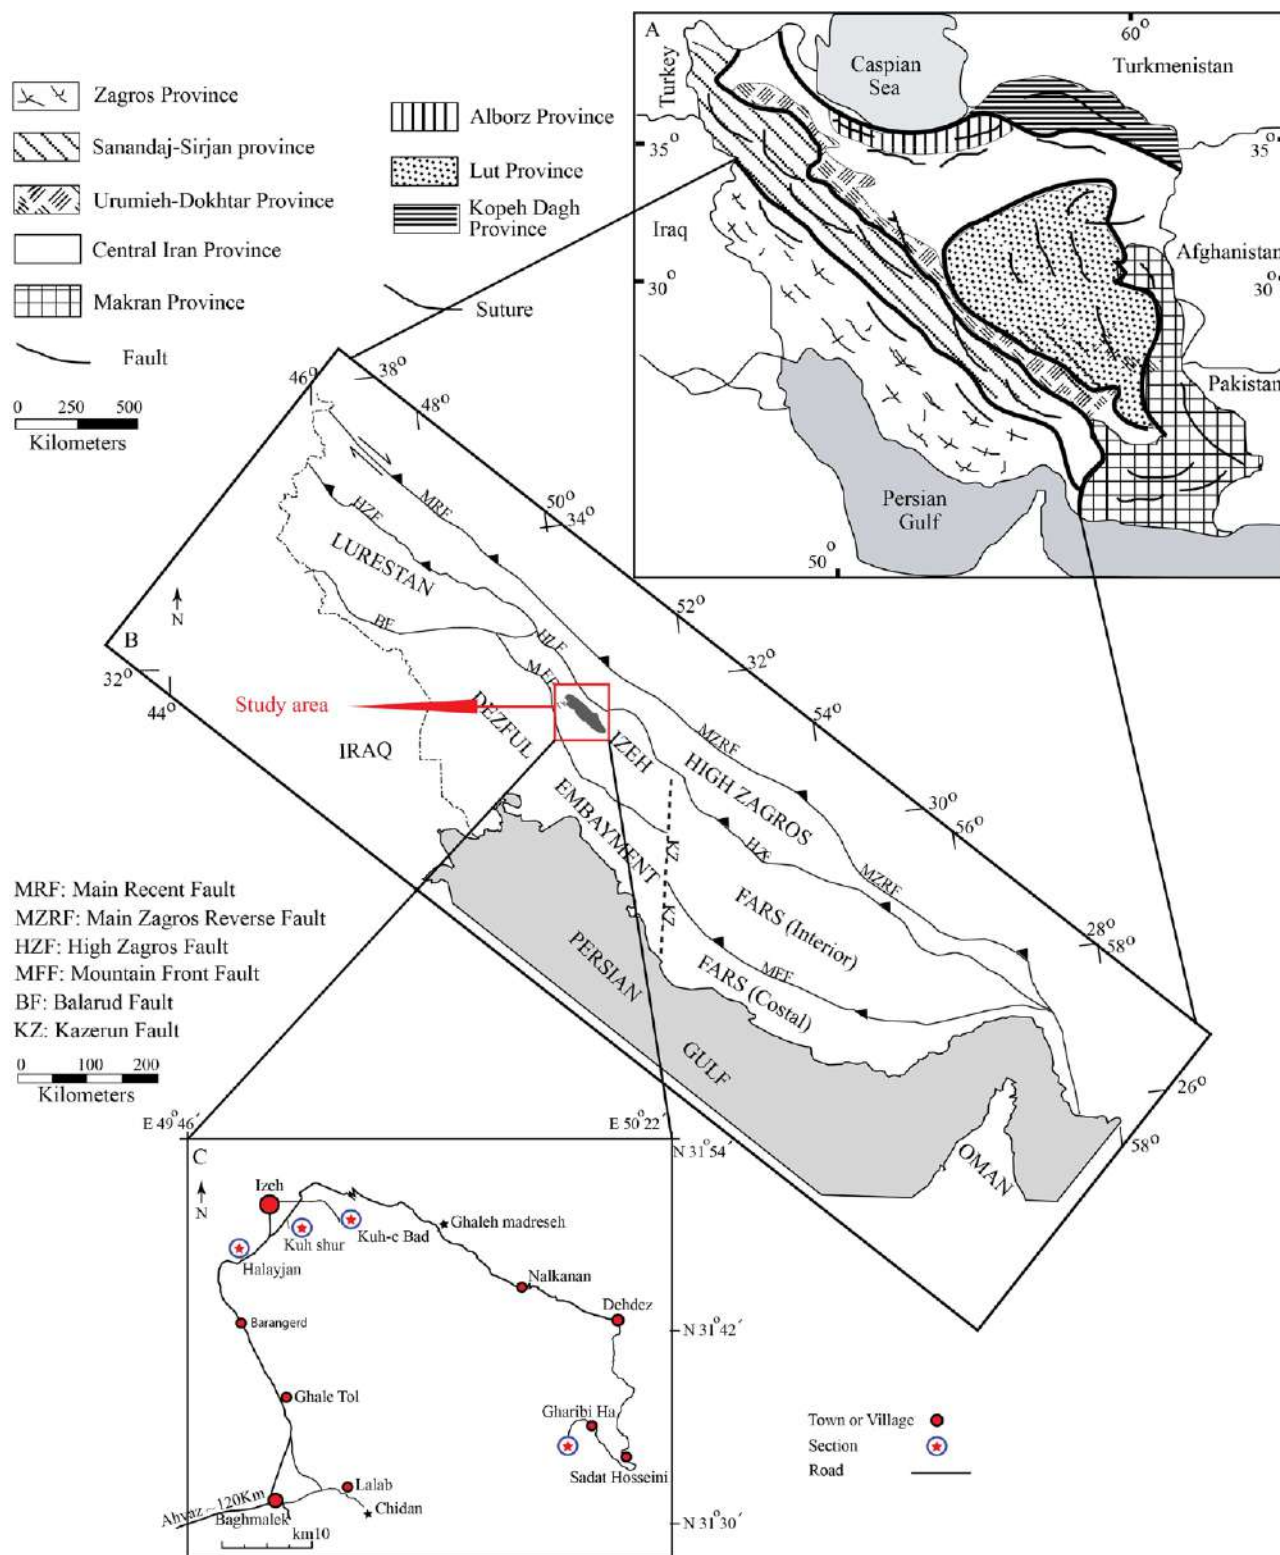 Zagros Province
Sanandaj-Sirjan province
Urumieh-Dokhtar Province
Central Iran Province
Makran Province
Fault
0 250 500
Kilometers
Alborz Province
Lut Province
Kopeh Dagh
Province
Suture
A
60°
Turkey
Caspian
Sea
Turkmenistan
35°
35°
Iraq
Afghanistan
30°
30°
Pakistan
Persian
Gulf
50°
46°
38°
48°
50°
34°
52°
32°
54°
30°
56°
28°
58°
26°
58°
B
N
32°
44°
MRF
HZF
LURESTAN
BF
HZF
MFF
Study area
DEZFUL
IRAQ
IZEH
MZRF
HIGH ZAGROS
EMBAYMENT
KZ
HZF
MZRF
KZ
FARS (Interior)
MFF
FARS (Costal)
PERSIAN
GULF
OMAN
MRF: Main Recent Fault
MZRF: Main Zagros Reverse Fault
HZF: High Zagros Fault
MFF: Mountain Front Fault
BF: Balarud Fault
KZ: Kazerun Fault
0 100 200
Kilometers
E 49°46´
E 50°22´
N 31°54´
C
N
Izeh
Kuh shur
Kuh-e Bad
Ghaleh madreseh
Halayjan
Nalkanan
Dehdez
N 31°42´
Barangerd
Ghale Tol
Gharibi Ha
Sadat Hosseini
Lalab
Chidan
Ahvaz ~120Km
Baghmalek
km10
N 31°30´
Town or Village
Section
Road